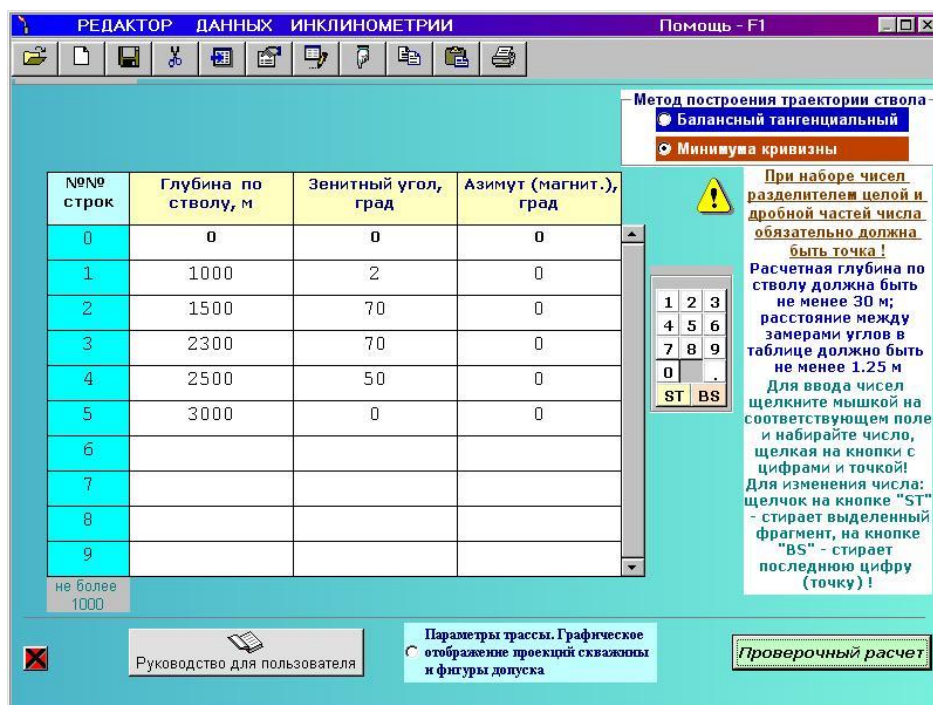 РЕДАКТОР ДАННЫХ ИНКЛИНОМЕТРИИ Помощь - F1
Метод построения траектории ствола
Балансный тангенциальный
Минимума кривизны
№№ строк Глубина по стволу, м Зенитный угол, град Азимут (магнит.), град
0 0 0 0
1 1000 2 0
2 1500 70 0
3 2300 70 0
4 2500 50 0
5 3000 0 0
6
7
8
9
не более
1000
1 2 3
4 5 6
7 8 9
0 .
ST BS
При наборе чисел
разделителем целой и
дробной частей числа
обязательно должна
быть точка !
Расчетная глубина по
стволу должна быть
не менее 30 м;
расстояние между
замерами углов в
таблице должно быть
не менее 1.25 м
Для ввода чисел
щелкните мышкой на
соответствующем поле
и набирайте число,
щелкая на кнопки с
цифрами и точкой!
Для изменения числа:
щелчок на кнопке "ST"
- стирает выделенный
фрагмент, на кнопке
"BS" - стирает
последнюю цифру
(точку) !
Руководство для пользователя
Параметры трассы. Графическое
отображение проекций скважины
и фигуры допуска
Проверочный расчет